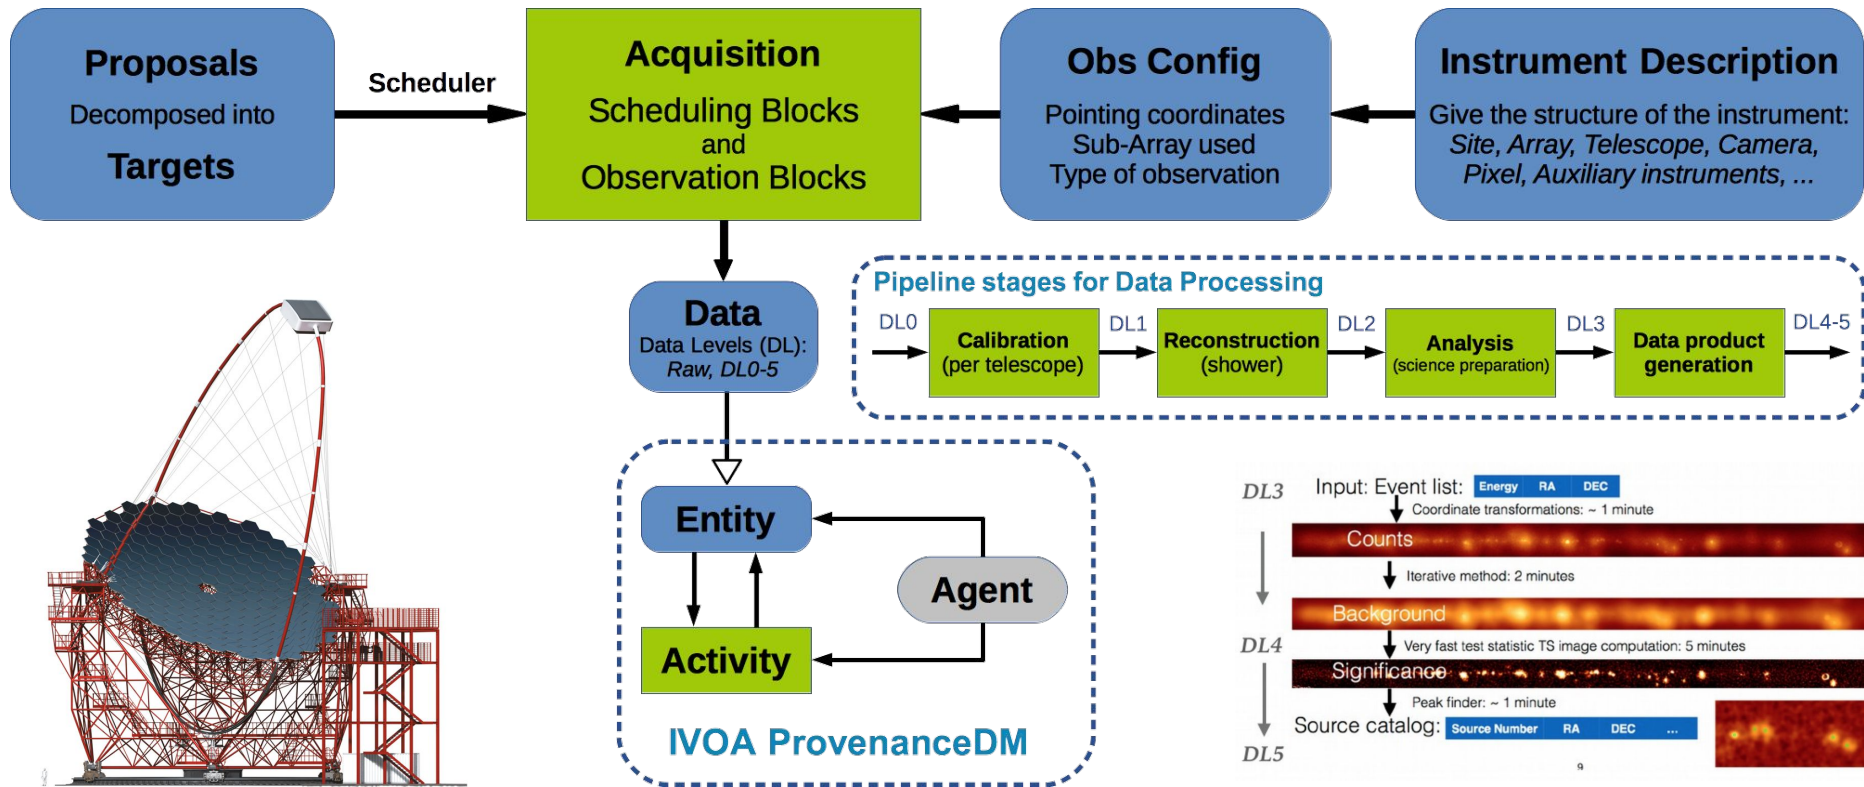 Proposals
Decomposed into
Targets
Scheduler
Acquisition
Scheduling Blocks
and
Observation Blocks
Obs Config
Pointing coordinates
Sub-Array used
Type of observation
Instrument Description
Give the structure of the instrument:
Site, Array, Telescope, Camera,
Pixel, Auxiliary instruments, ...
Data
Data Levels (DL):
Raw, DL0-5
Pipeline stages for Data Processing
DL0
Calibration
(per telescope)
DL1
Reconstruction
(shower)
DL2
Analysis
(science preparation)
DL3
Data product
generation
DL4-5
Entity
Agent
Activity
IVOA ProvenanceDM
DL3
Input: Event list:
Energy RA DEC
Coordinate transformations: ~ 1 minute
Counts
Iterative method: 2 minutes
Background
DL4
Very fast test statistic TS image computation: 5 minutes
Significance
Peak finder: ~ 1 minute
Source catalog:
Source Number RA DEC ...
DL5
9